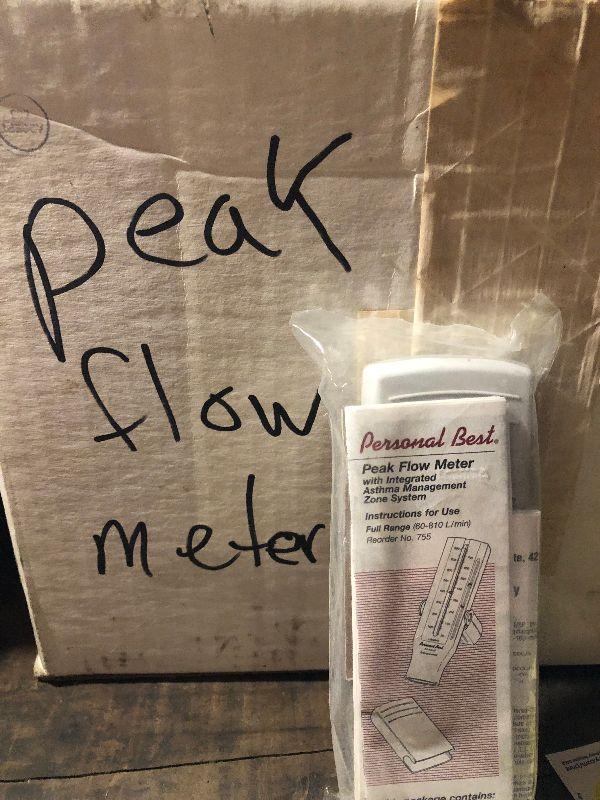 peak
flow
meter
Personal Best®
Peak Flow Meter
with Integrated
Asthma Management
Zone System
Instructions for Use
Full Range (60-810 L/min)
Reorder No. 755
contains: